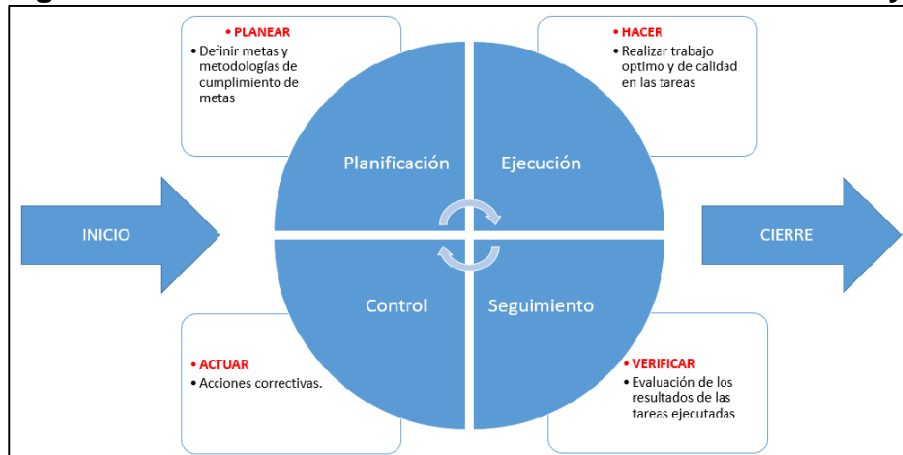 • PLANEAR
• Definir metas y
metodologías de
cumplimiento de
metas
• HACER
• Realizar trabajo
optimo y de calidad
en las tareas
Planificación
Ejecución
INICIO
CIERRE
Control
Seguimiento
• ACTUAR
• Acciones correctivas.
• VERIFICAR
• Evaluación de los
resultados de las
tareas ejecutadas